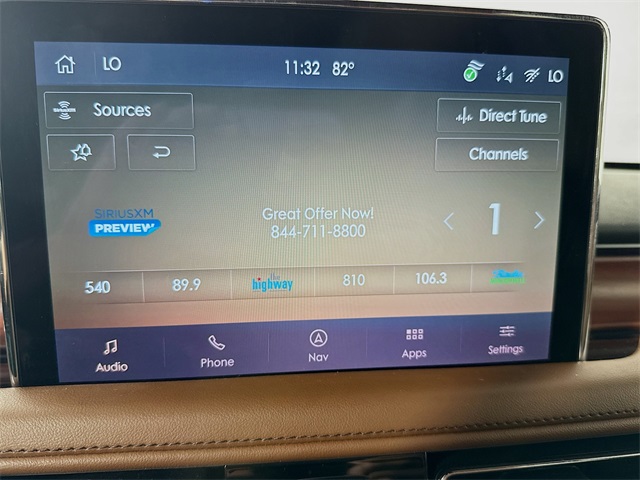 LO 11:32 82° LO
Sources
Direct Tune
Channels
SIRIUSXM
PREVIEW
Great Offer Now!
844-711-8800
1
540 89.9 the highway 810 106.3
Audio Phone Nav Apps Settings